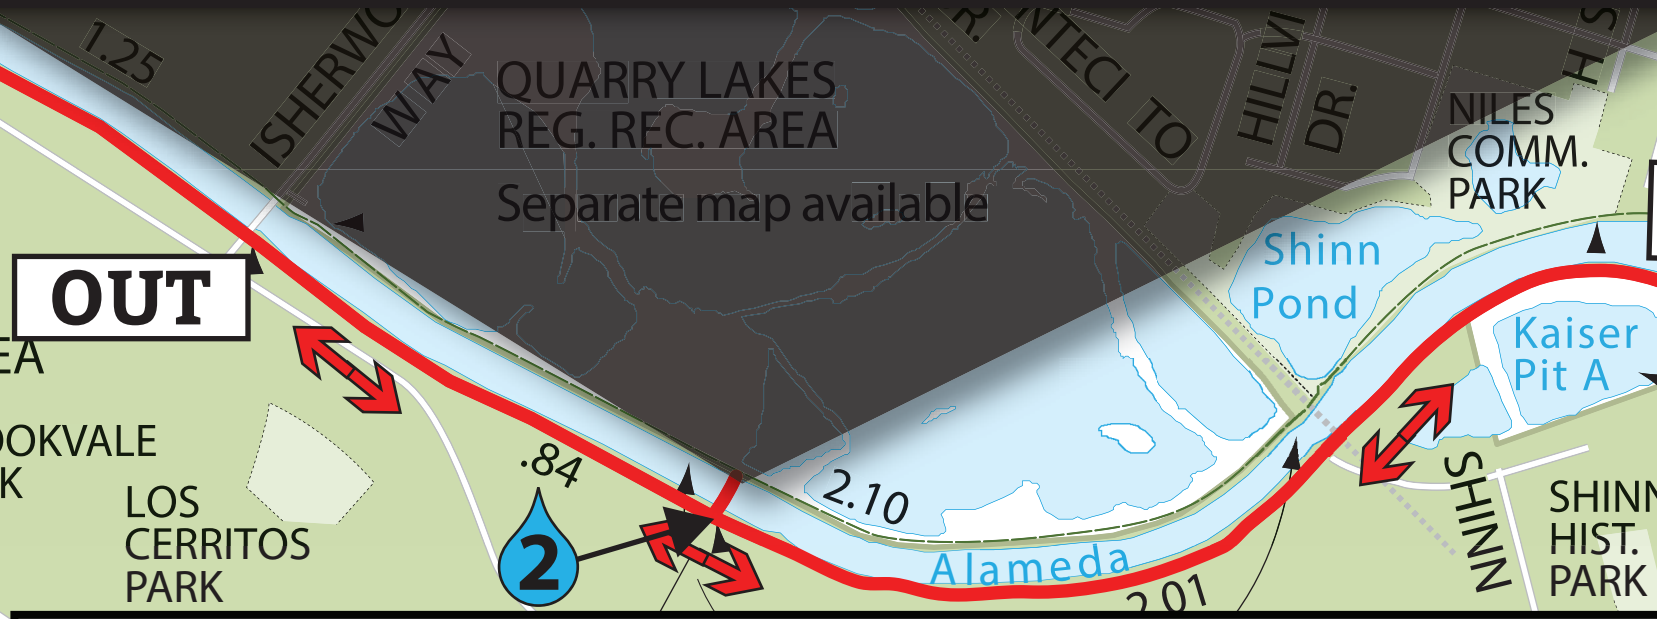 1.25
ISHERWO
WAY
QUARRY LAKES
REG. REC. AREA
Separate map available
R.
NTECI TO
HILLVI
DR.
H S
NILES
COMM.
PARK
Shinn
Pond
Kaiser
Pit A
OUT
EA
OOKVALE
K
LOS
CERRITOS
PARK
.84
2
2.10
Alameda
2.01
SHINN
SHINN
HIST.
PARK